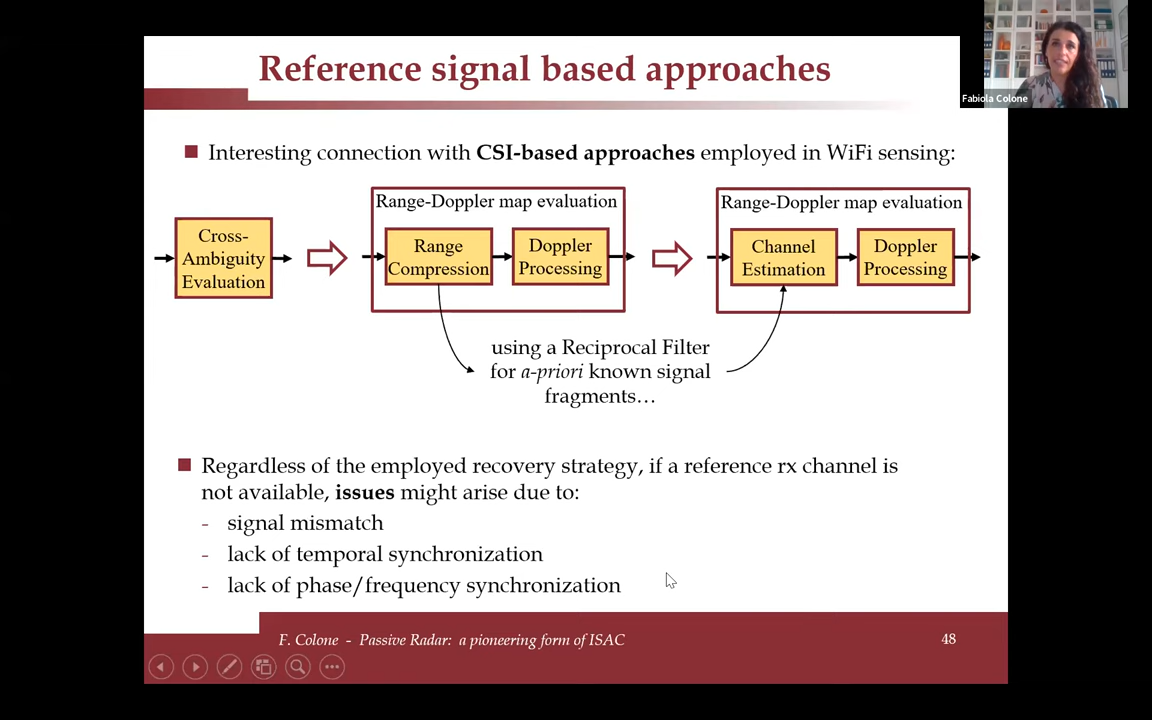 Reference signal based approaches
Fabiola Colone
Interesting connection with CSI-based approaches employed in WiFi sensing:
Cross-
Ambiguity
Evaluation
Range-Doppler map evaluation
Range
Compression
Doppler
Processing
Range-Doppler map evaluation
Channel
Estimation
Doppler
Processing
using a Reciprocal Filter
for a-priori known signal
fragments…
Regardless of the employed recovery strategy, if a reference rx channel is
not available, issues might arise due to:
- signal mismatch
- lack of temporal synchronization
- lack of phase/frequency synchronization
F. Colone - Passive Radar: a pioneering form of ISAC
48